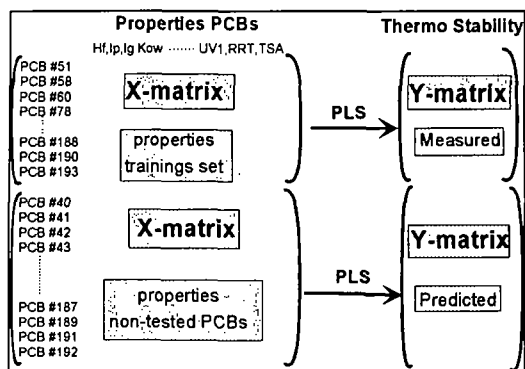 Properties PCBs
Thermo Stability
Hf,Ip,Ig Kow ······ UV1,RRT,TSA
PCB #51
PCB #58
PCB #60
PCB #78
PCB #188
PCB #190
PCB #193
X-matrix
properties
trainings set
PLS
Y-matrix
Measured
PCB #40
PCB #41
PCB #42
PCB #43
PCB #187
PCB #189
PCB #191
PCB #192
X-matrix
properties
non-tested PCBs
PLS
Y-matrix
Predicted